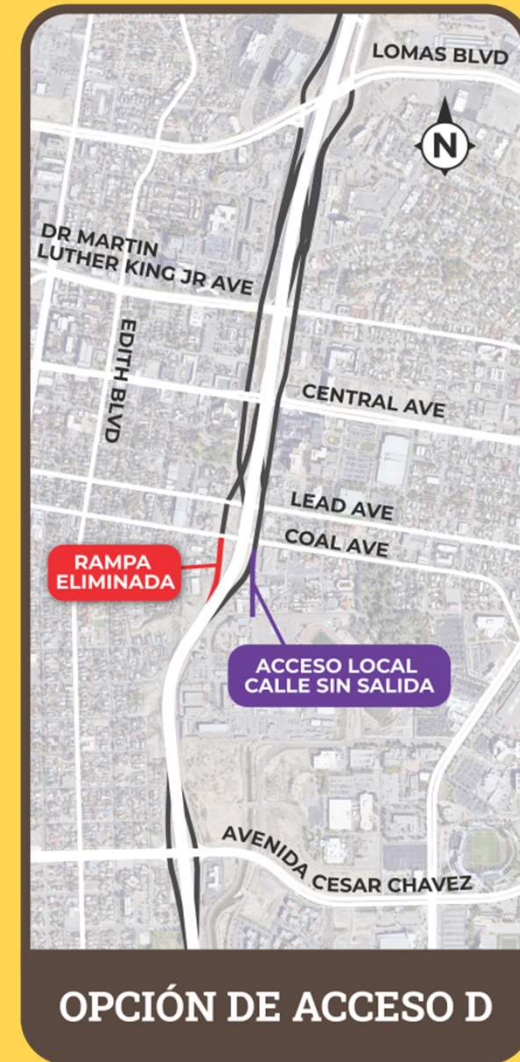 LOMAS BLVD
N
DR MARTIN
LUTHER KING JR AVE
EDITH BLVD
CENTRAL AVE
LEAD AVE
COAL AVE
RAMPA
ELIMINADA
ACCESO LOCAL
CALLE SIN SALIDA
AVENIDA CESAR CHAVEZ
OPCIÓN DE ACCESO D